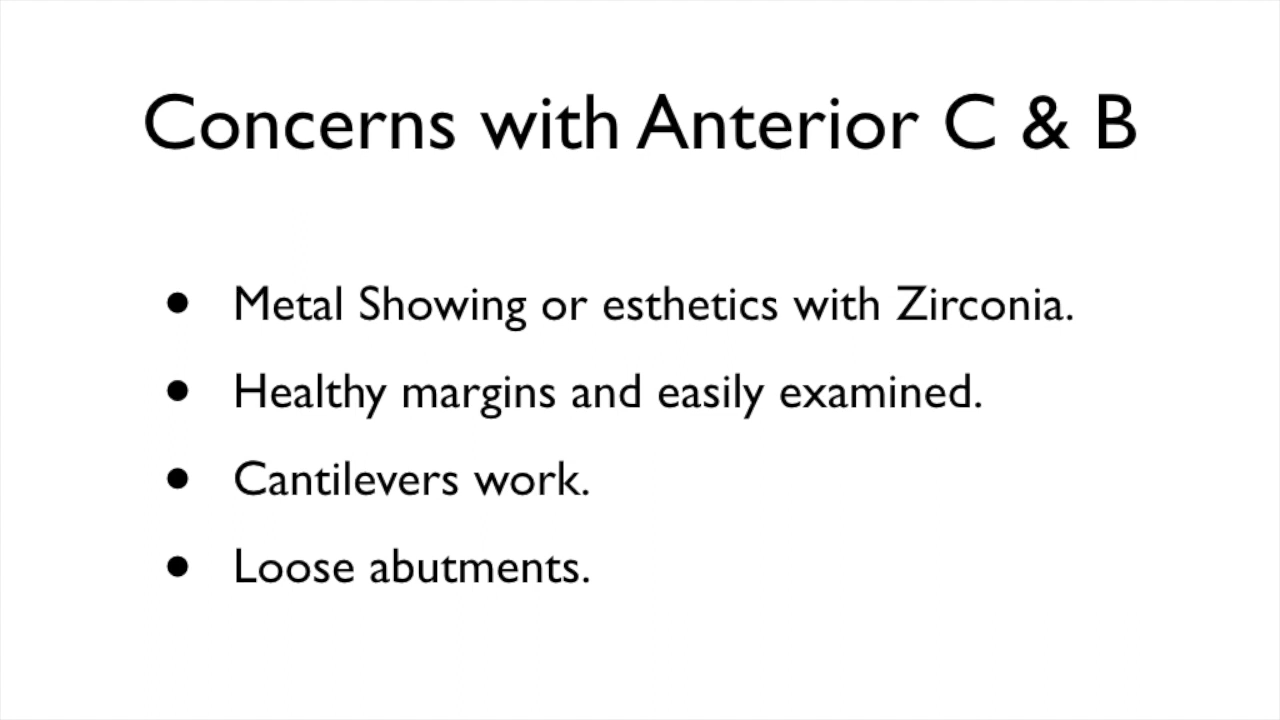 Concerns with Anterior C & B
• Metal Showing or esthetics with Zirconia.
• Healthy margins and easily examined.
• Cantilevers work.
• Loose abutments.